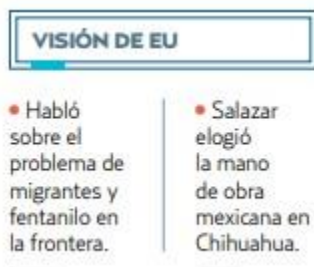 VISIÓN DE EU
• Habló
sobre el
problema de
migrantes y
fentanilo en
la frontera.
• Salazar
elogió
la mano
de obra
mexicana en
Chihuahua.